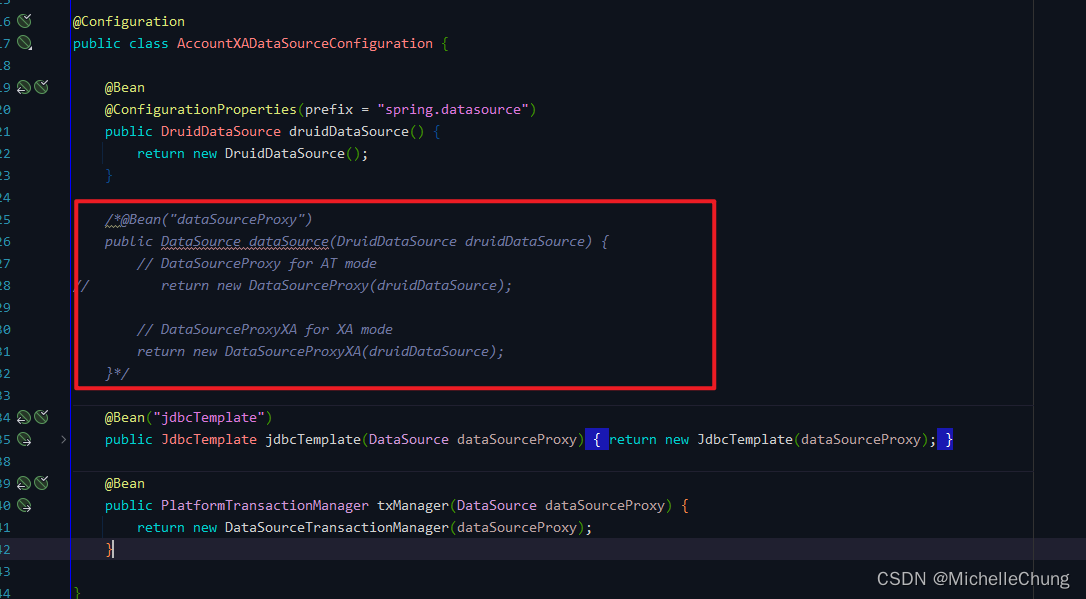 16 @Configuration
17 public class AccountXADataSourceConfiguration {
18
19 @Bean
20 @ConfigurationProperties(prefix = "spring.datasource")
21 public DruidDataSource druidDataSource() {
22 return new DruidDataSource();
23 }
24
25 /*@Bean("dataSourceProxy")
26 public DataSource dataSource(DruidDataSource druidDataSource) {
27 // DataSourceProxy for AT mode
28 // return new DataSourceProxy(druidDataSource);
29
30 // DataSourceProxyXA for XA mode
31 return new DataSourceProxyXA(druidDataSource);
32 }*/
33
34 @Bean("jdbcTemplate")
35 public JdbcTemplate jdbcTemplate(DataSource dataSourceProxy) { return new JdbcTemplate(dataSourceProxy); }
38
39 @Bean
40 public PlatformTransactionManager txManager(DataSource dataSourceProxy) {
41 return new DataSourceTransactionManager(dataSourceProxy);
42 }
43
44 }
CSDN @MichelleChung